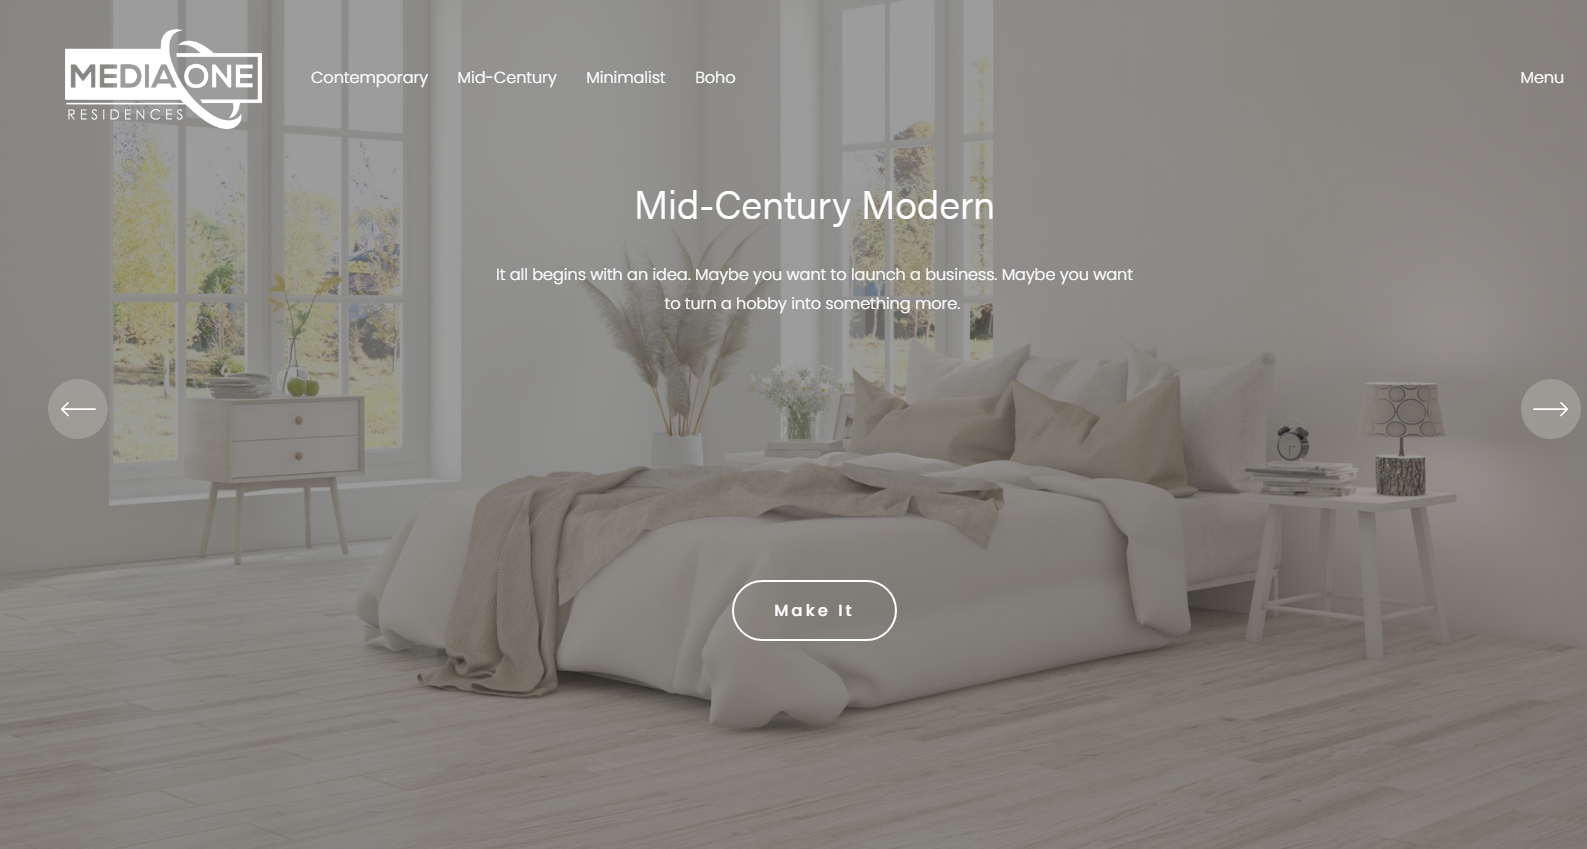 MEDIA ONE
RESIDENCES
Contemporary
Mid-Century
Minimalist
Boho
Menu
Mid-Century Modern
It all begins with an idea. Maybe you want to launch a business. Maybe you want
to turn a hobby into something more.
Make It